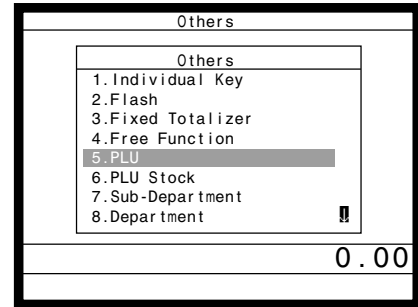 Others
Others
1.Individual Key
2.Flash
3.Fixed Totalizer
4.Free Function
5.PLU
6.PLU Stock
7.Sub-Department
8.Department
0.00